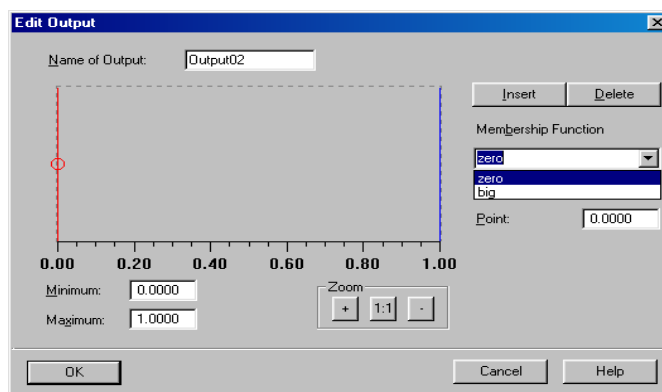 Edit Output
Name of Output: Output02
Insert Delete
Membership Function
zero
zero
big
Point: 0.0000
0.00 0.20 0.40 0.60 0.80 1.00
Minimum: 0.0000
Maximum: 1.0000
Zoom
+ 1:1 -
OK Cancel Help